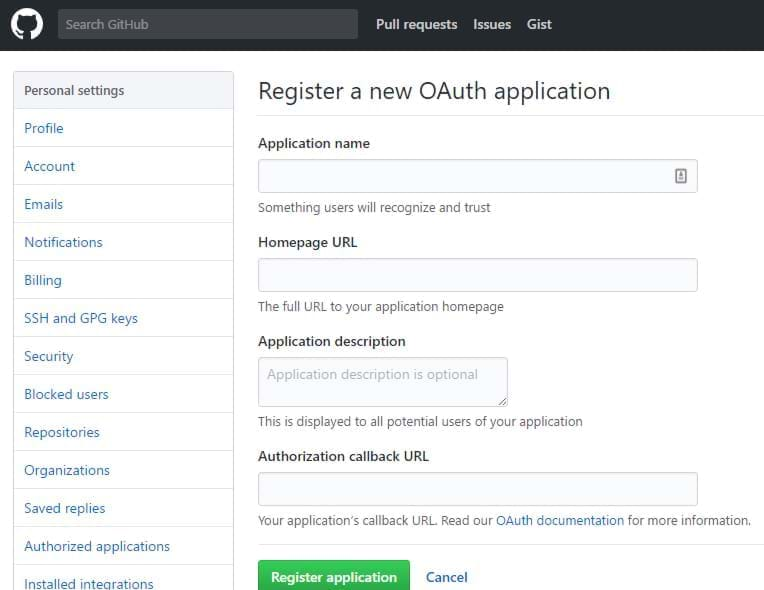 Search GitHub
Pull requests
Issues
Gist
Personal settings
Profile
Account
Emails
Notifications
Billing
SSH and GPG keys
Security
Blocked users
Repositories
Organizations
Saved replies
Authorized applications
Installed integrations
Register a new OAuth application
Application name
Something users will recognize and trust
Homepage URL
The full URL to your application homepage
Application description
Application description is optional
This is displayed to all potential users of your application
Authorization callback URL
Your application’s callback URL. Read our OAuth documentation for more information.
Register application
Cancel